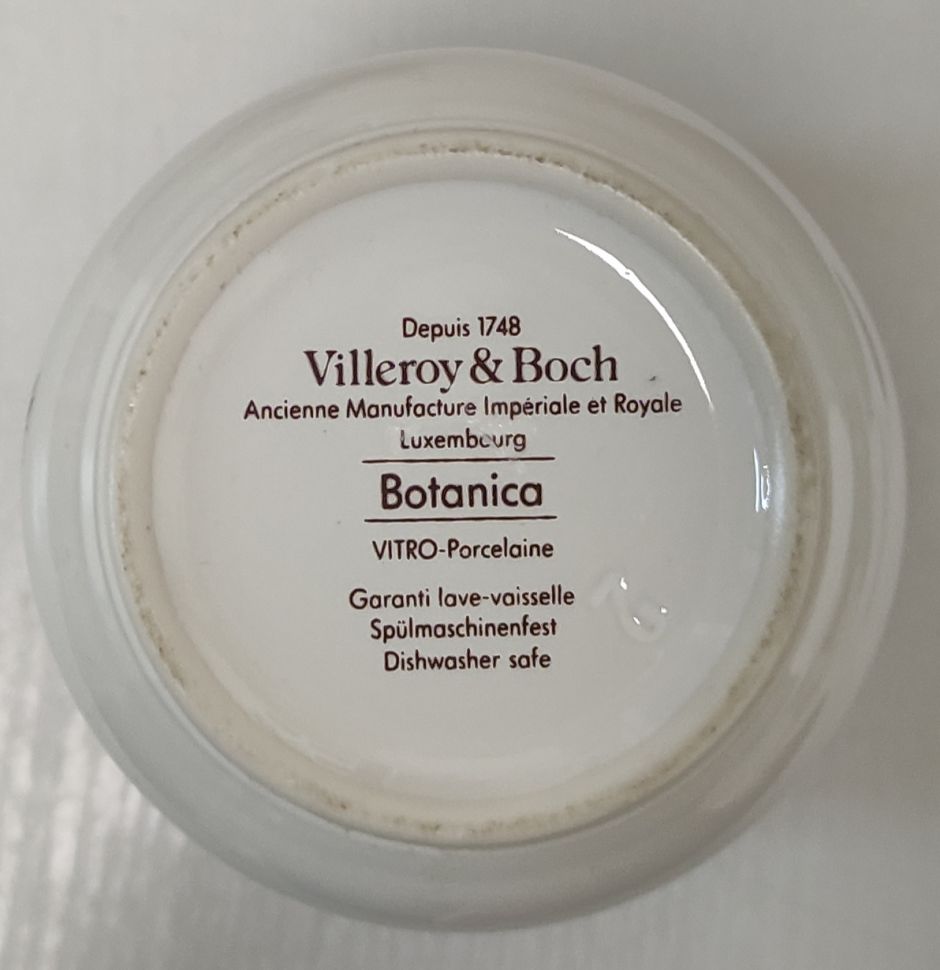 Depuis 1748
Villeroy & Boch
Ancienne Manufacture Impériale et Royale
Luxembourg
Botanica
VITRO-Porcelaine
Garanti lave-vaisselle
Spülmaschinenfest
Dishwasher safe